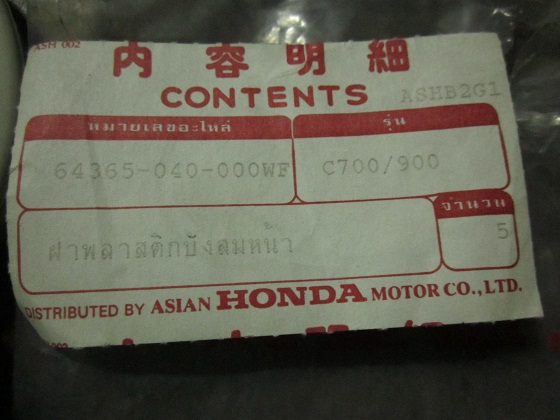 ASH 002
内容明細
CONTENTS
ASHB2G1
หมายเลขอะไหล่
รุ่น
64365-040-000WF
C700/900
จำนวน
5
ฝาพลาสติกบังลมหน้า
DISTRIBUTED BY ASIAN HONDA MOTOR CO., LTD.